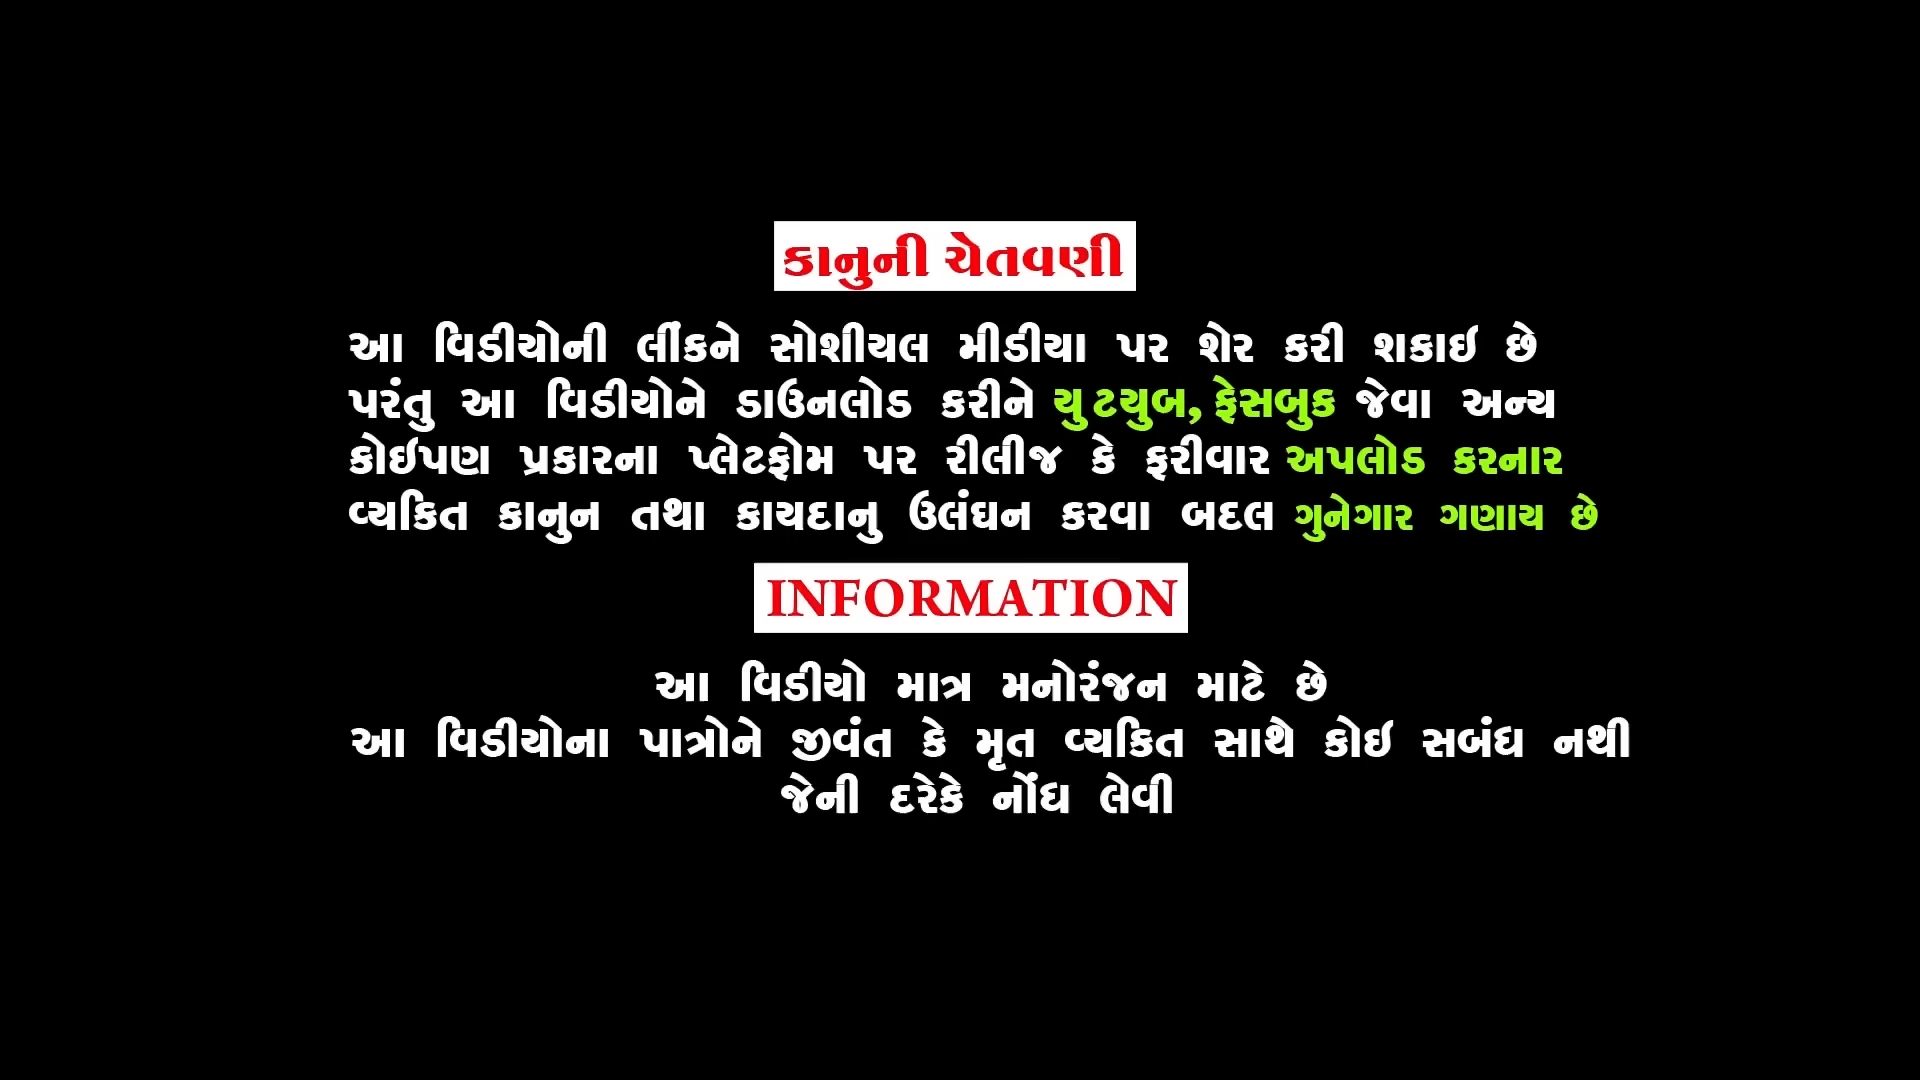 કાનુની ચેતવણી
આ વિડીયોની લીંકને સોશીયલ મીડીયા પર શેર કરી શકાઇ છે
પરંતુ આ વિડીયોને ડાઉનલોડ કરીને યુટયુબ, ફેસબુક જેવા અન્ય
કોઇપણ પ્રકારના પ્લેટફોમ પર રીલીજ કે ફરીવાર અપલોડ કરનાર
વ્યકિત કાનુન તથા કાયદાનુ ઉલંઘન કરવા બદલ ગુનેગાર ગણાય છે
INFORMATION
આ વિડીયો માત્ર મનોરંજન માટે છે
આ વિડીયોના પાત્રોને જીવંત કે મૃત વ્યકિત સાથે કોઇ સબંધ નથી
જેની દરેકે નોંધ લેવી